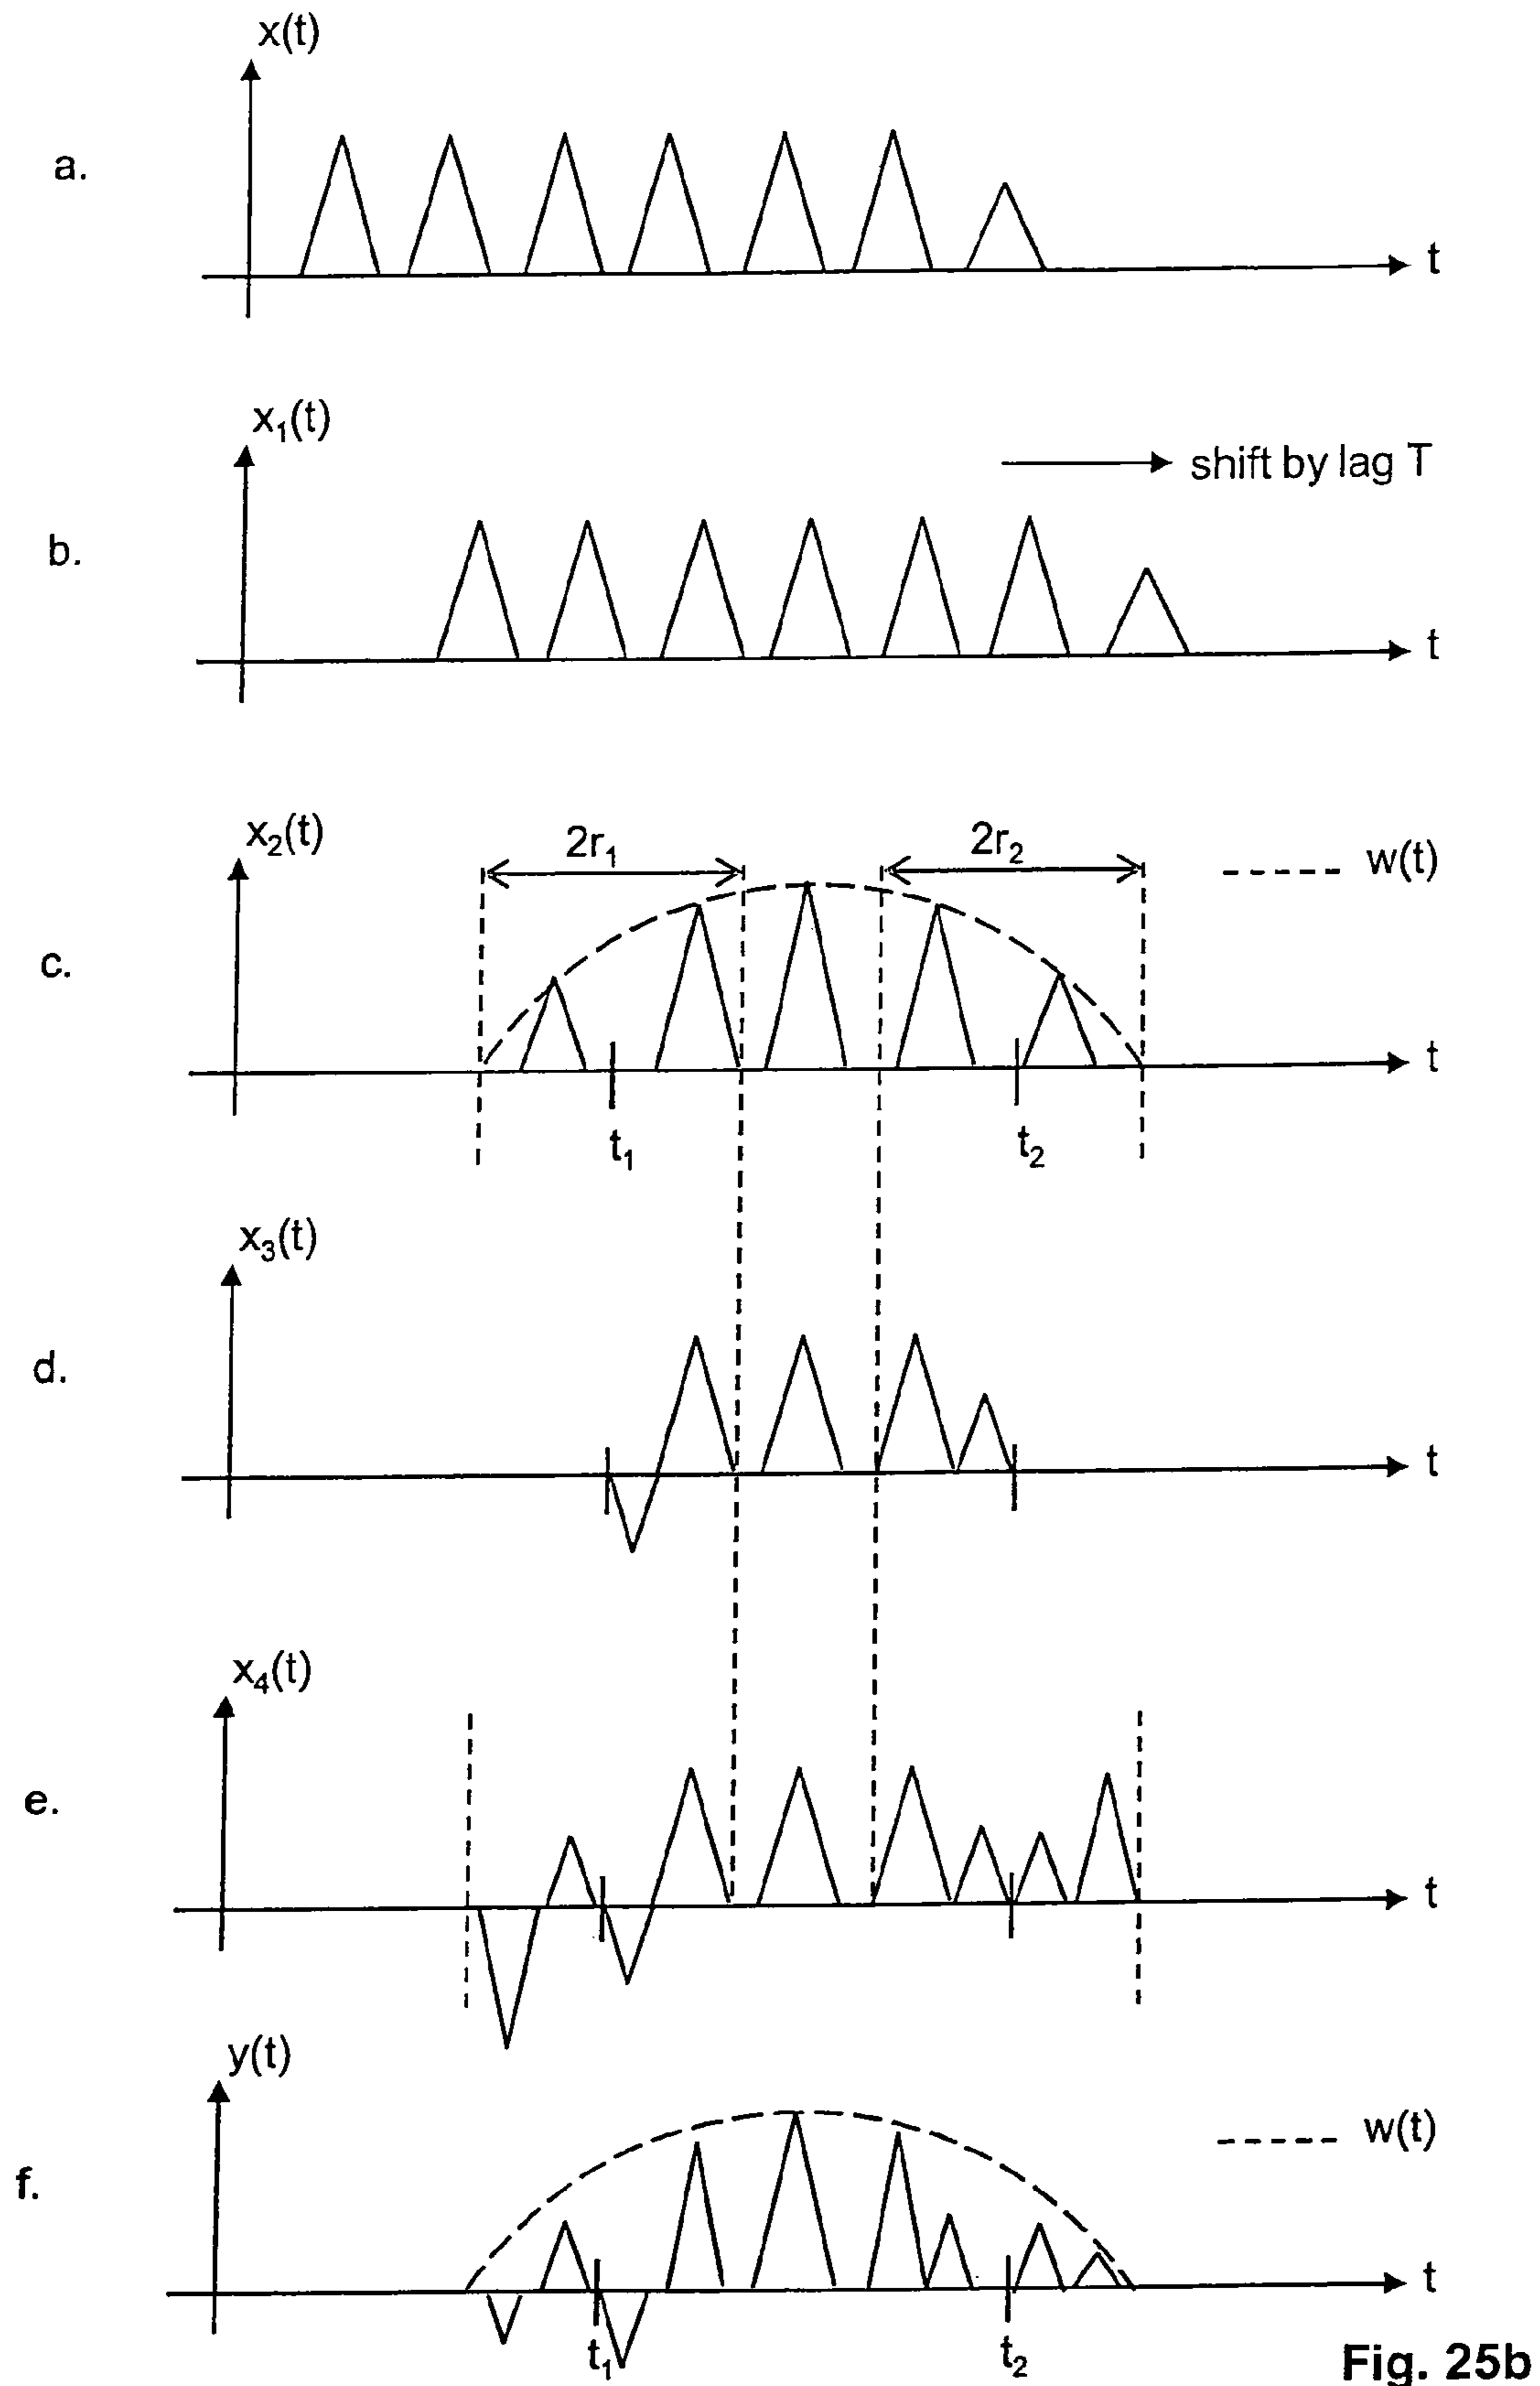 x(t)
a.
t
x₁(t)
shift by lag T
b.
t
x₂(t)
2r₁
2r₂
w(t)
c.
t
t₁
t₂
x₃(t)
d.
t
x₄(t)
e.
t
y(t)
w(t)
f.
t
t₁
t₂
Fig. 25b